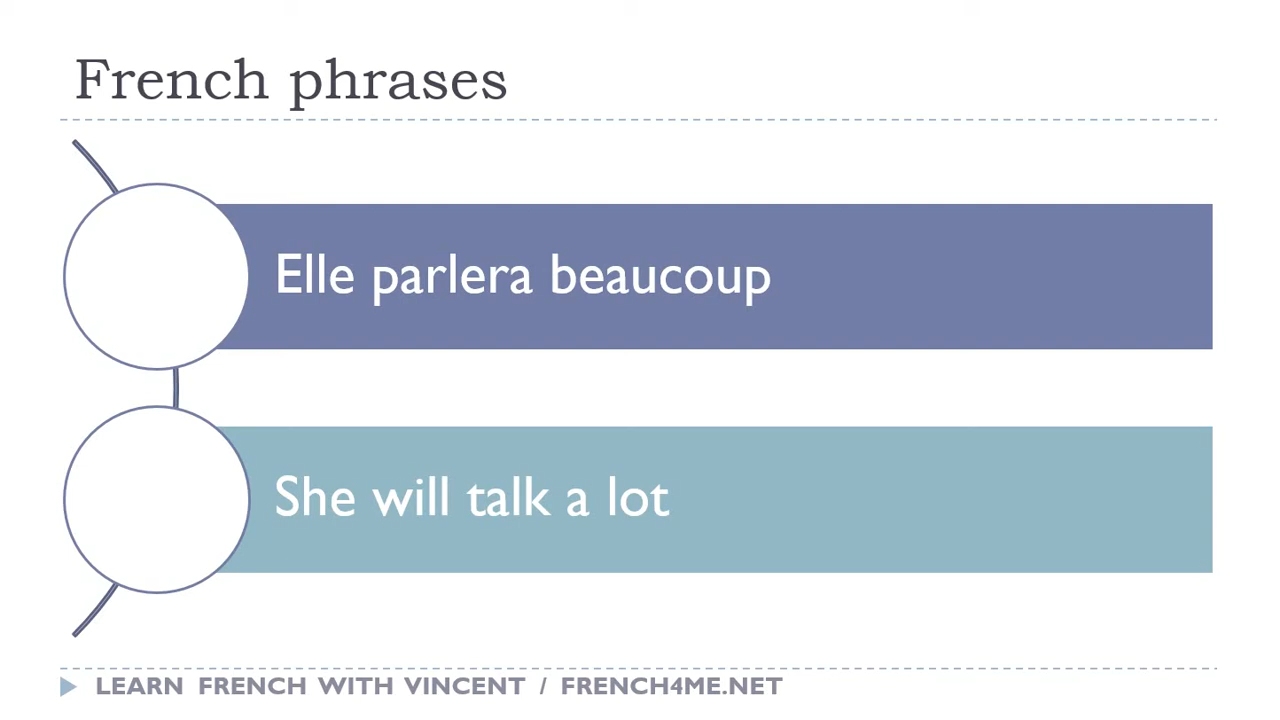 French phrases
Elle parlera beaucoup
She will talk a lot
LEARN FRENCH WITH VINCENT / FRENCH4ME.NET